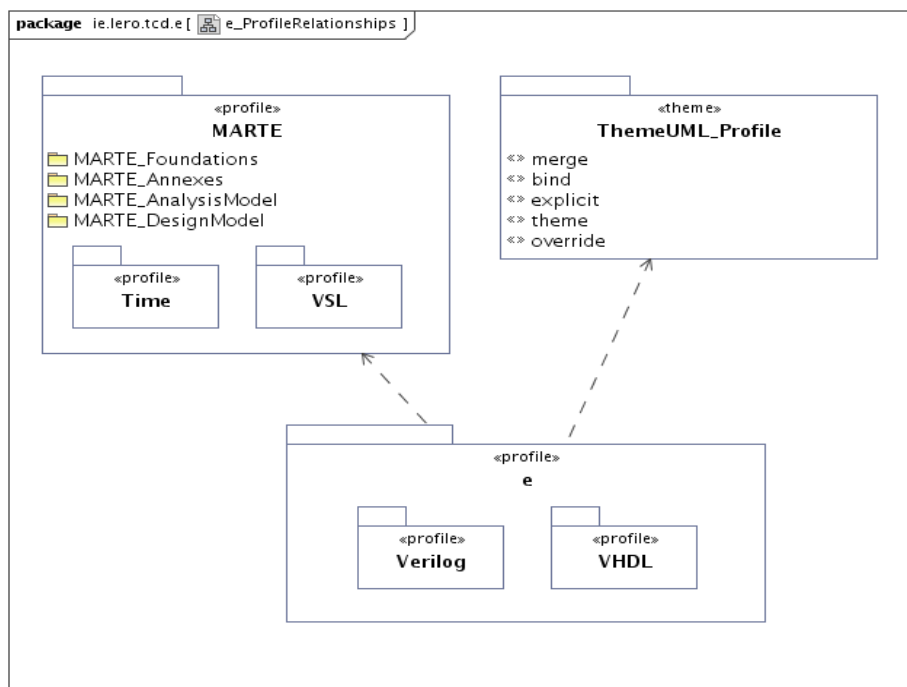 package ie.lero.tcd.e [ e_ProfileRelationships ]
«profile»
MARTE
MARTE_Foundations
MARTE_Annexes
MARTE_AnalysisModel
MARTE_DesignModel
«profile»
Time
«profile»
VSL
«theme»
ThemeUML_Profile
«» merge
«» bind
«» explicit
«» theme
«» override
«profile»
e
«profile»
Verilog
«profile»
VHDL